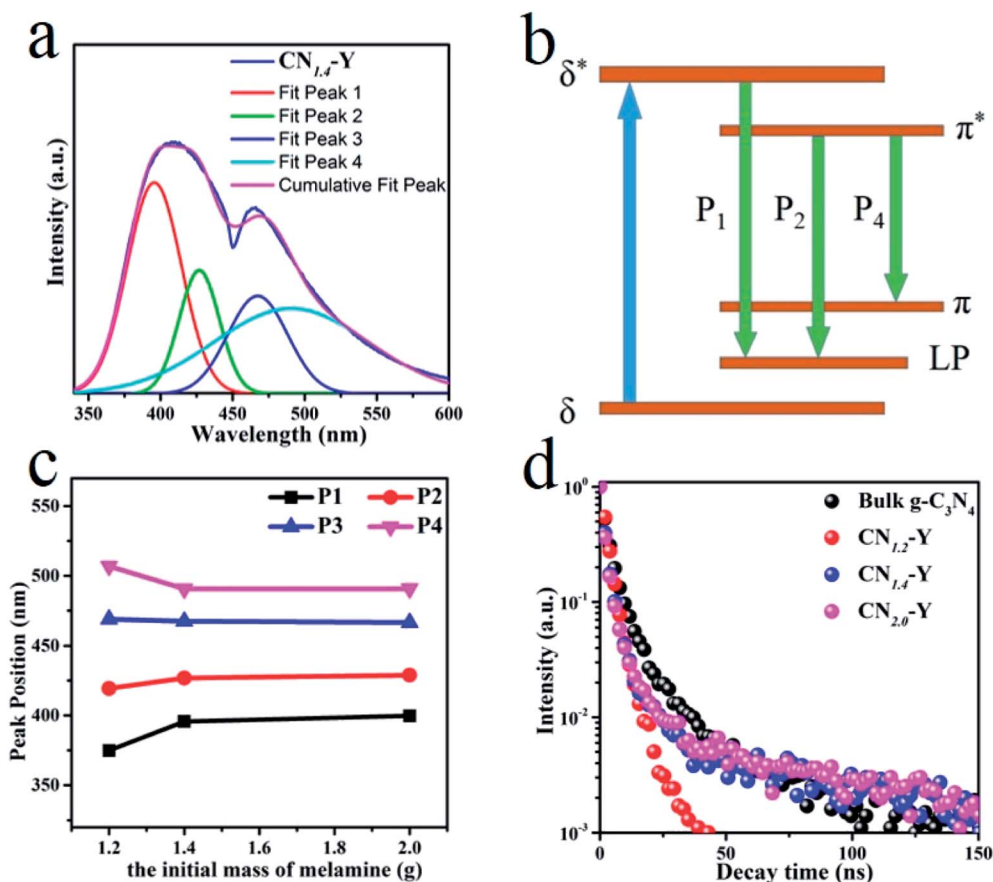 a
CN1.4-Y
Fit Peak 1
Fit Peak 2
Fit Peak 3
Fit Peak 4
Cumulative Fit Peak
Intensity (a.u.)
350 400 450 500 550 600
Wavelength (nm)
b
δ*
π*
P1 P2 P4
π
LP
δ
c
P1 P2
P3 P4
550
500
450
400
350
Peak Position (nm)
1.2 1.4 1.6 1.8 2.0
the initial mass of melamine (g)
d
Bulk g-C3N4
CN1.2-Y
CN1.4-Y
CN2.0-Y
10^0
10^-1
10^-2
10^-3
Intensity (a.u.)
0 50 100 150
Decay time (ns)